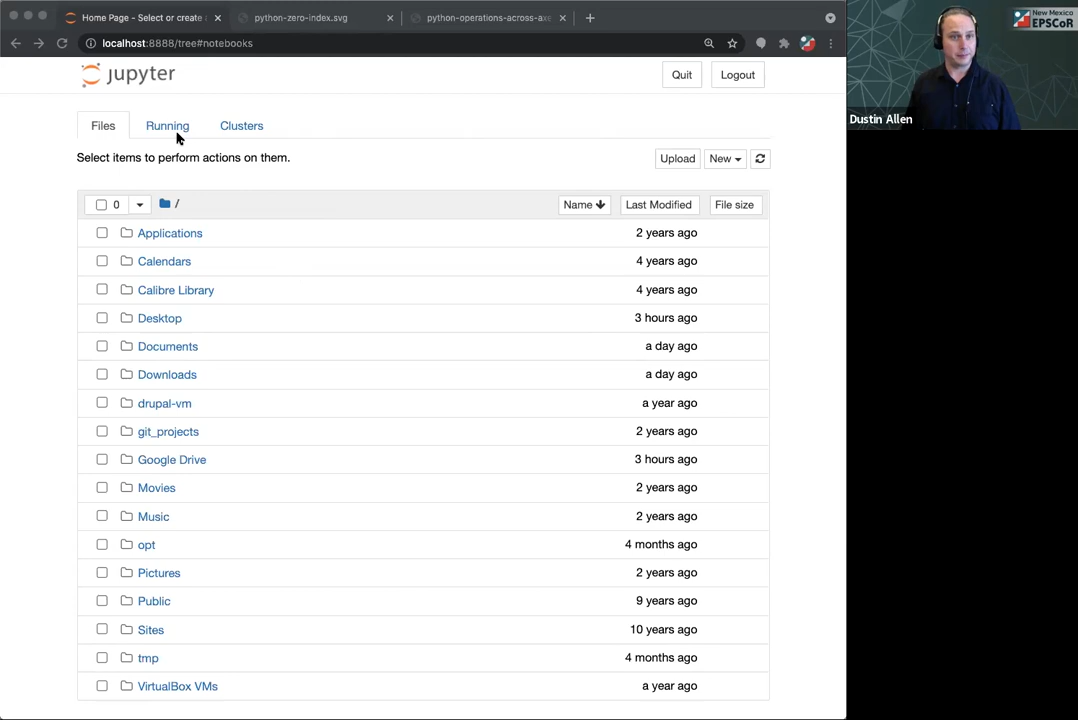 Home Page - Select or create a
python-zero-index.svg
python-operations-across-axe
localhost:8888/tree#notebooks
New Mexico
EPSCoR
Dustin Allen
jupyter
Quit
Logout
Files
Running
Clusters
Select items to perform actions on them.
Upload
New
0
/
Name
Last Modified
File size
Applications 2 years ago
Calendars 4 years ago
Calibre Library 4 years ago
Desktop 3 hours ago
Documents a day ago
Downloads a day ago
drupal-vm a year ago
git_projects 2 years ago
Google Drive 3 hours ago
Movies 2 years ago
Music 2 years ago
opt 4 months ago
Pictures 2 years ago
Public 9 years ago
Sites 10 years ago
tmp 4 months ago
VirtualBox VMs a year ago